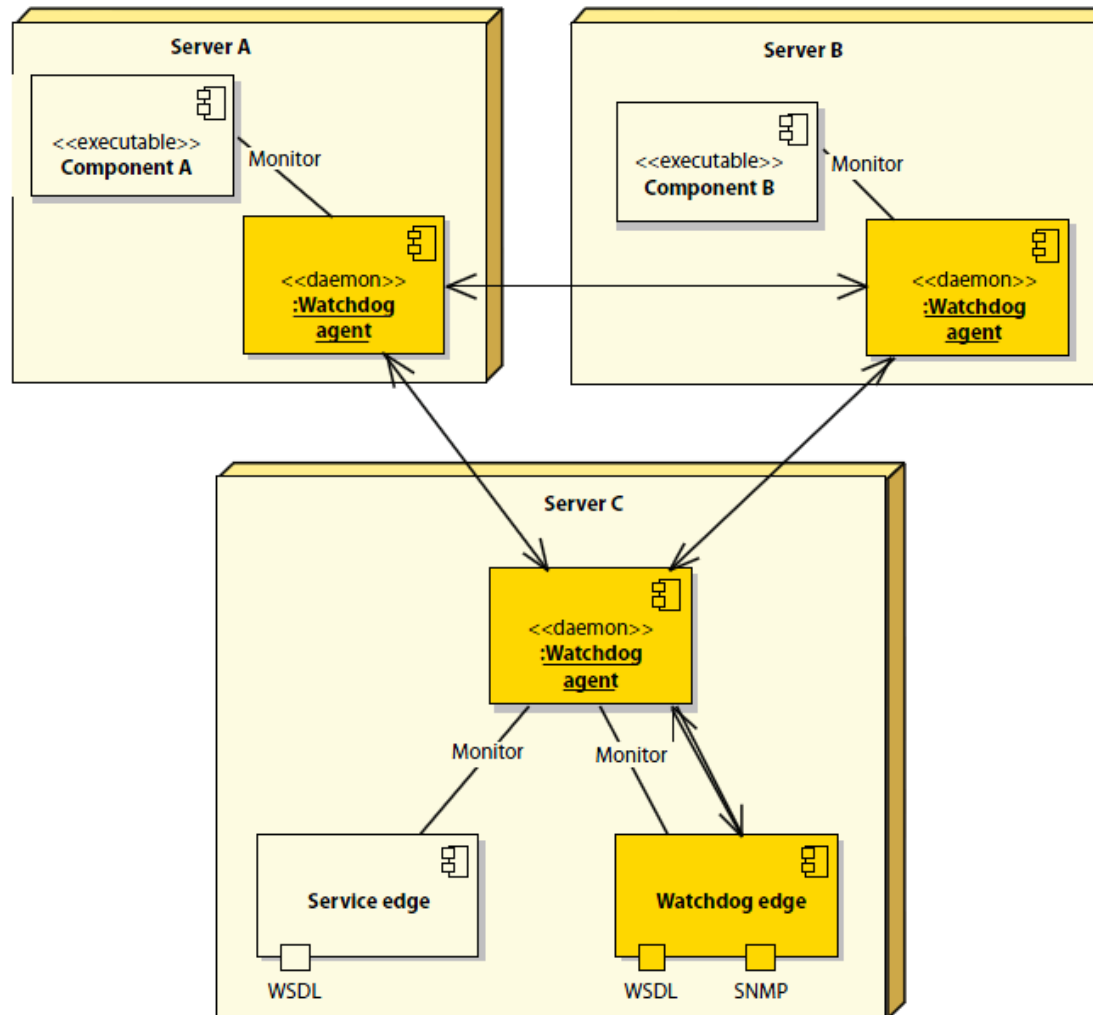 Server A
<<executable>>
Component A
Monitor
<<daemon>>
:Watchdog
agent
Server B
<<executable>>
Component B
Monitor
<<daemon>>
:Watchdog
agent
Server C
<<daemon>>
:Watchdog
agent
Monitor
Monitor
Service edge
WSDL
Watchdog edge
WSDL
SNMP